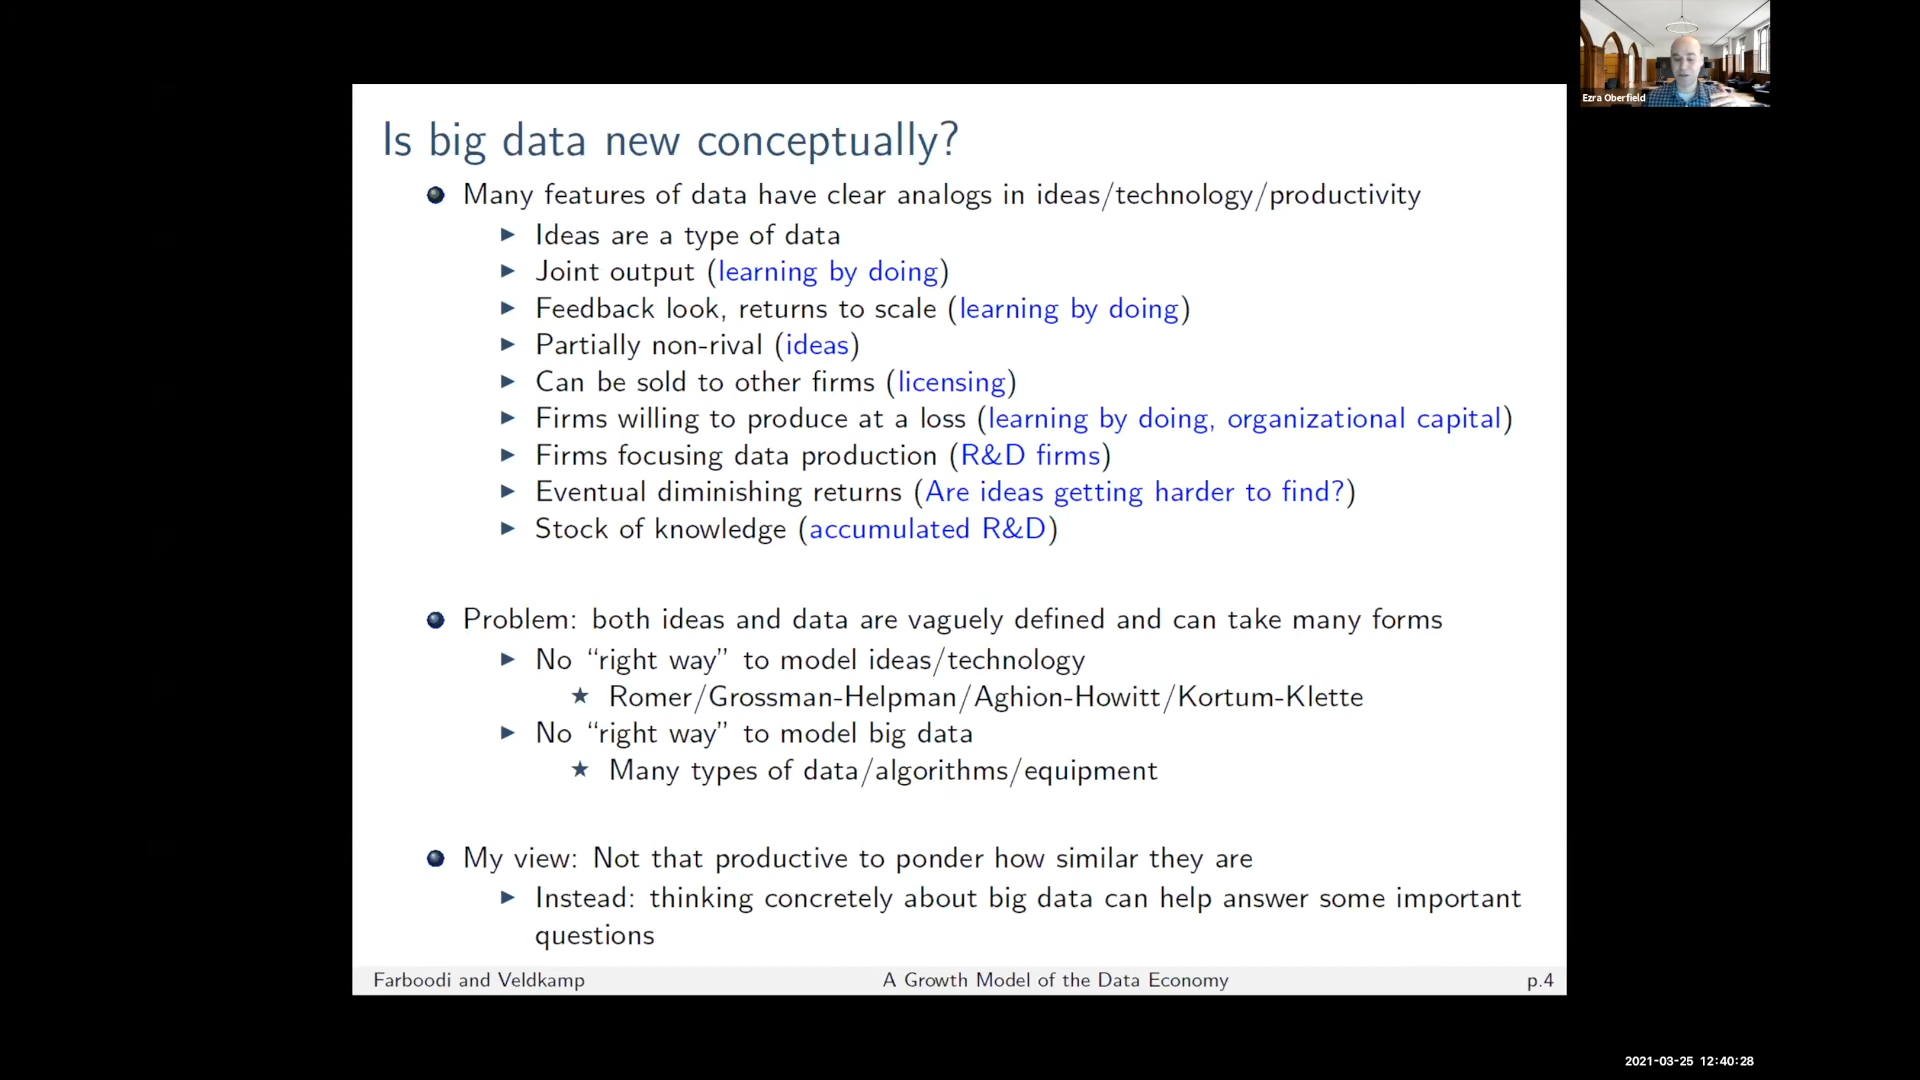 Ezra Oberfield
Is big data new conceptually?
Many features of data have clear analogs in ideas/technology/productivity
Ideas are a type of data
Joint output (learning by doing)
Feedback look, returns to scale (learning by doing)
Partially non-rival (ideas)
Can be sold to other firms (licensing)
Firms willing to produce at a loss (learning by doing, organizational capital)
Firms focusing data production (R&D firms)
Eventual diminishing returns (Are ideas getting harder to find?)
Stock of knowledge (accumulated R&D)
Problem: both ideas and data are vaguely defined and can take many forms
No “right way” to model ideas/technology
Romer/Grossman-Helpman/Aghion-Howitt/Kortum-Klette
No “right way” to model big data
Many types of data/algorithms/equipment
My view: Not that productive to ponder how similar they are
Instead: thinking concretely about big data can help answer some important
questions
Farboodi and Veldkamp A Growth Model of the Data Economy p.4
2021-03-25 12:40:28